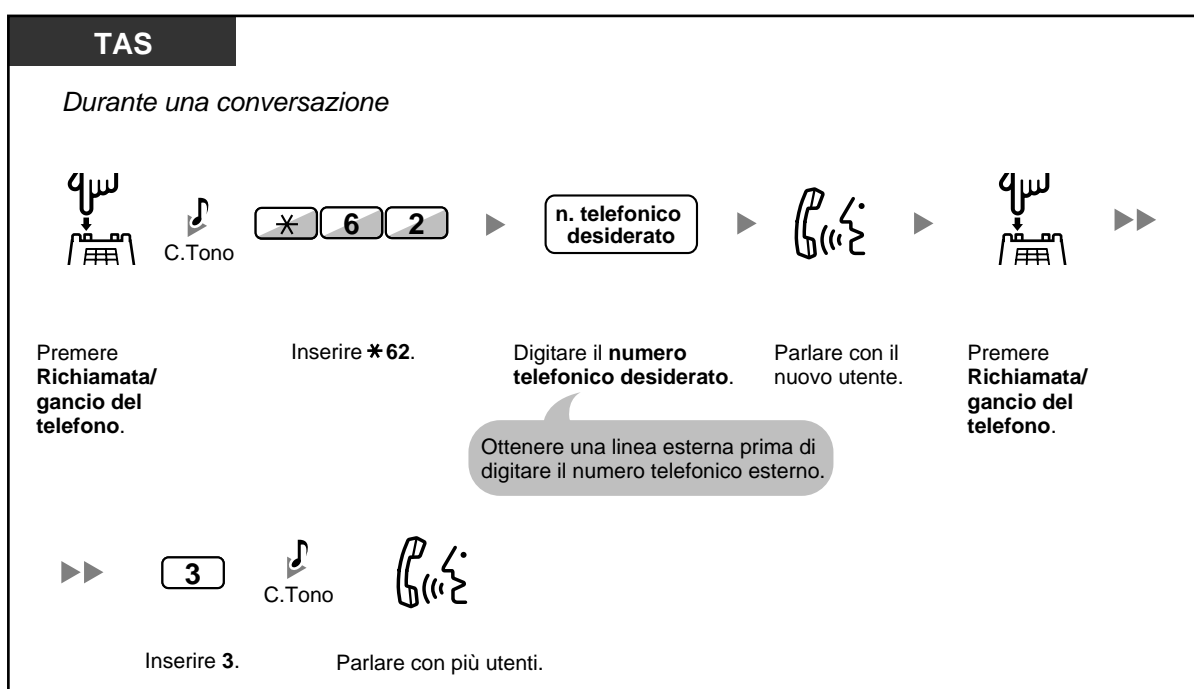 TAS
Durante una conversazione
C.Tono
* 6 2
n. telefonico
desiderato
Premere
Richiamata/
gancio del
telefono.
Inserire *62.
Digitare il numero
telefonico desiderato.
Parlare con il
nuovo utente.
Premere
Richiamata/
gancio del
telefono.
Ottenere una linea esterna prima di
digitare il numero telefonico esterno.
3
C.Tono
Inserire 3.
Parlare con più utenti.